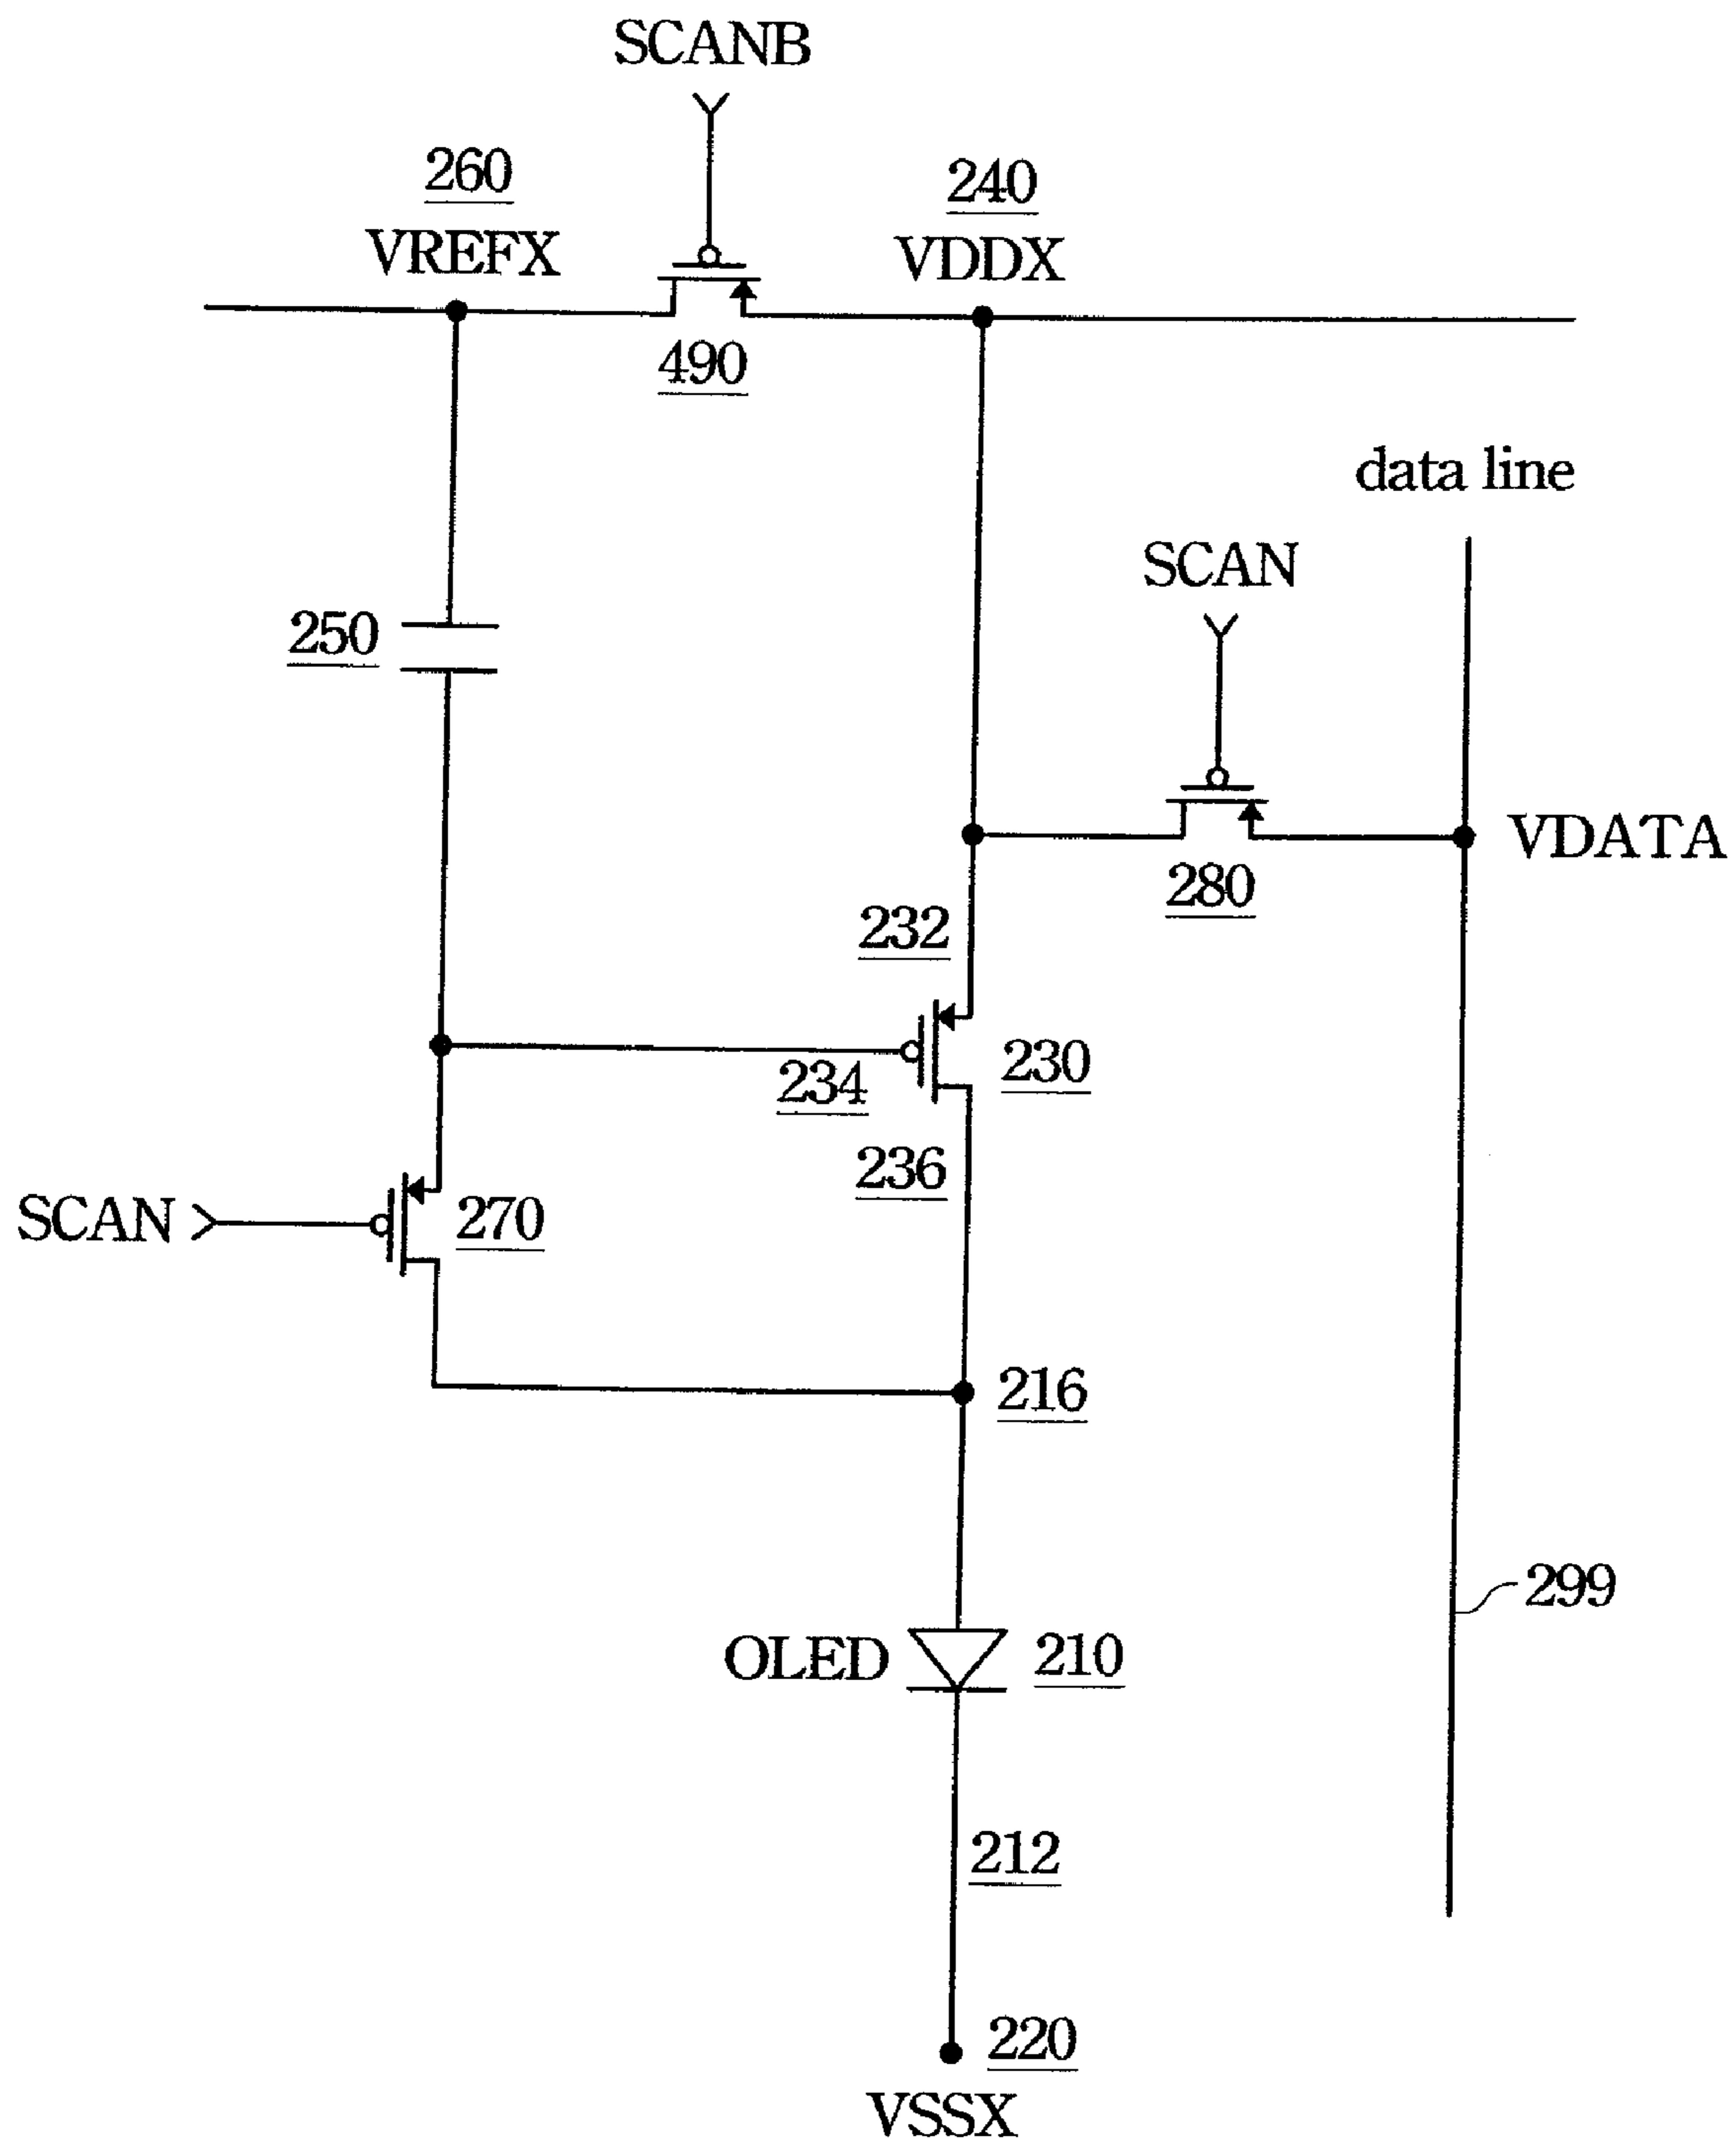 SCANB
260
240
VREFX
VDDX
490
data line
SCAN
250
VDATA
280
232
230
234
236
SCAN
270
216
299
OLED
210
212
220
VSSX